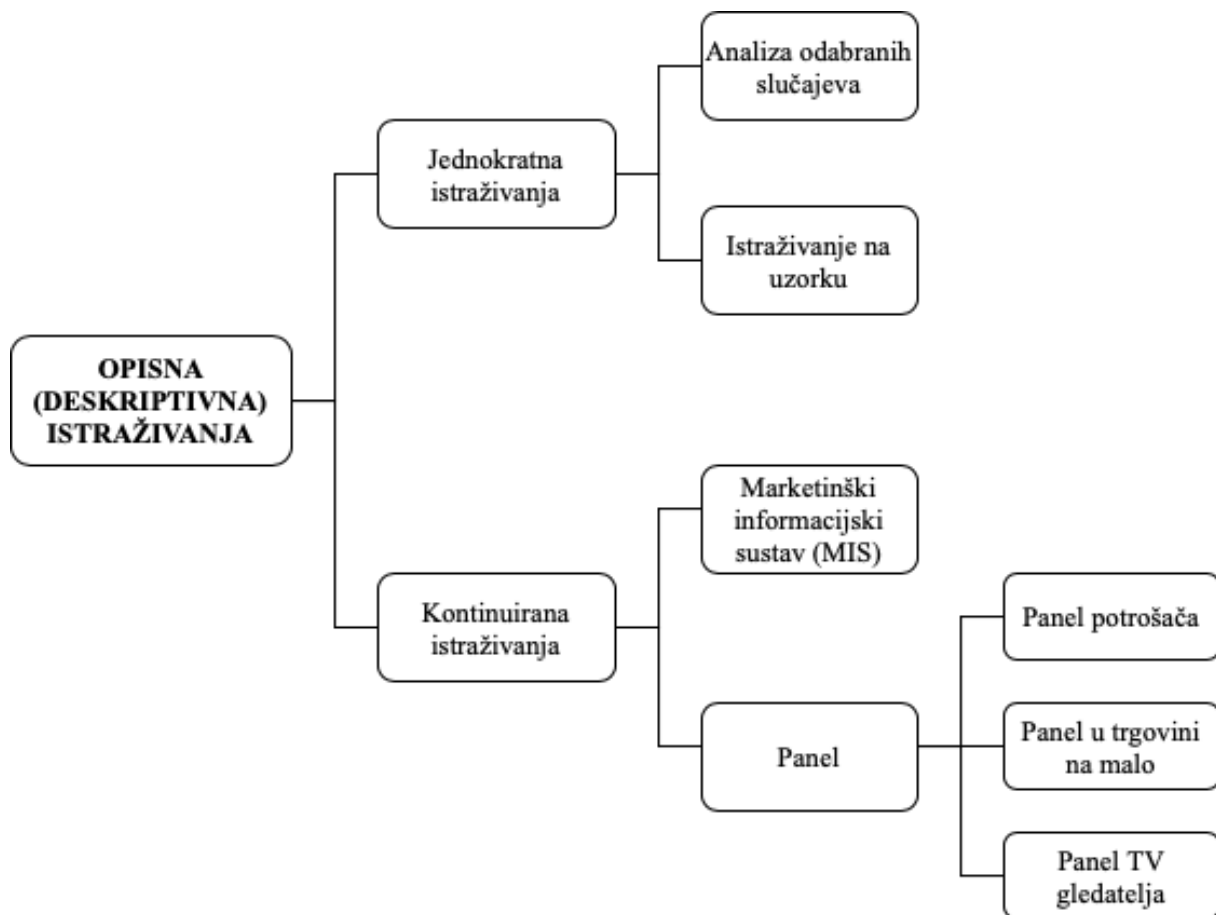 Analiza odabranih
slučajeva
Jednokratna
istraživanja
Istraživanje na
uzorku
OPISNA
(DESKRIPTIVNA)
ISTRAŽIVANJA
Marketinški
informacijski
sustav (MIS)
Kontinuirana
istraživanja
Panel potrošača
Panel
Panel u trgovini
na malo
Panel TV
gledatelja